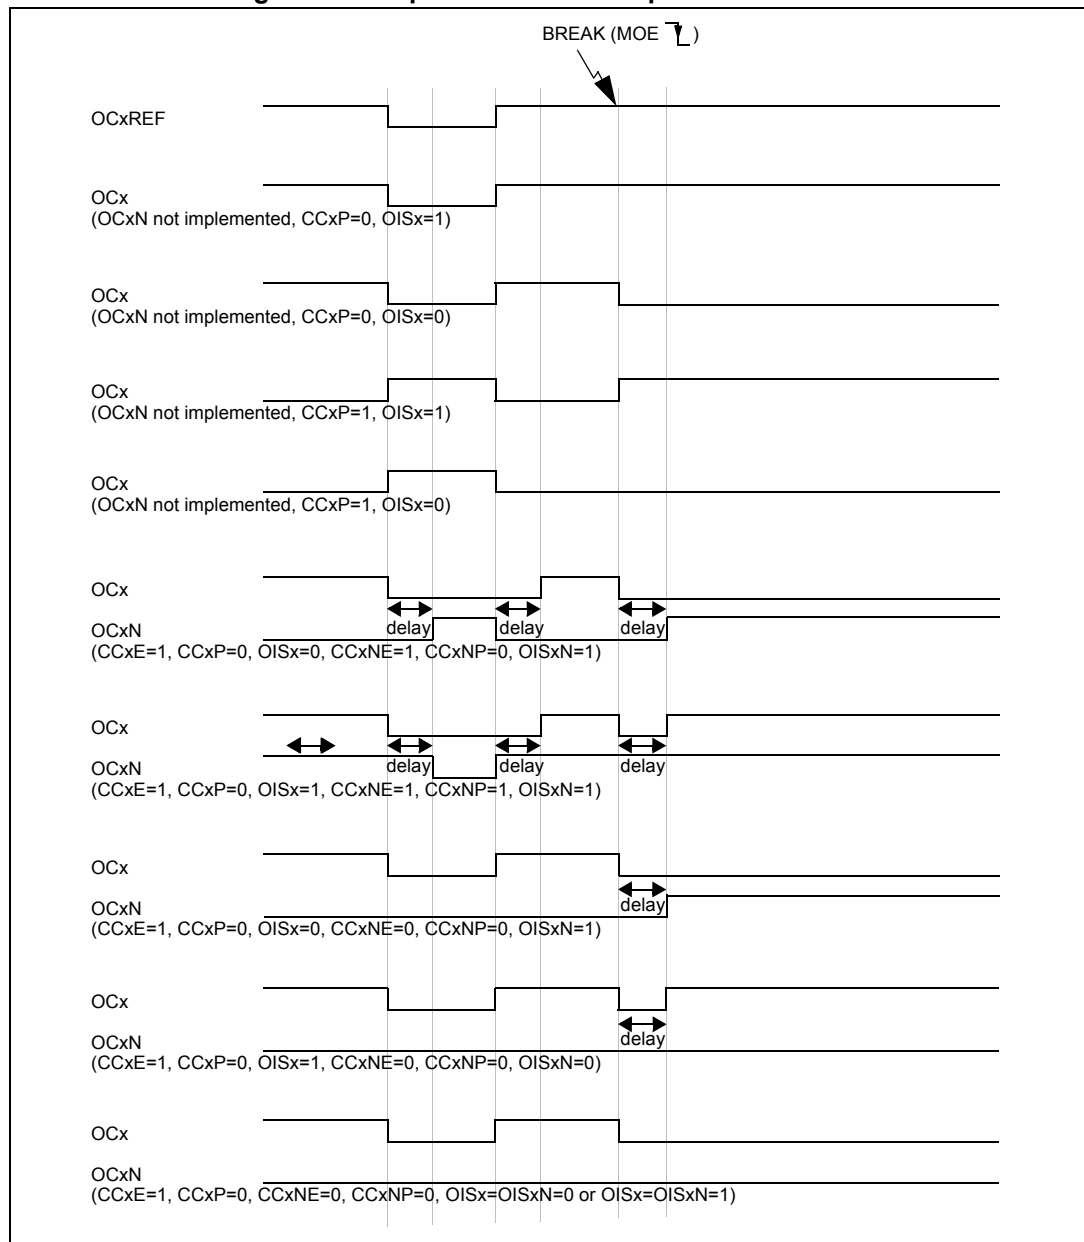 BREAK (MOE )
OCxREF
OCx
(OCxN not implemented, CCxP=0, OISx=1)
OCx
(OCxN not implemented, CCxP=0, OISx=0)
OCx
(OCxN not implemented, CCxP=1, OISx=1)
OCx
(OCxN not implemented, CCxP=1, OISx=0)
OCx
delay delay delay
OCxN
(CCxE=1, CCxP=0, OISx=0, CCxNE=1, CCxNP=0, OISxN=1)
OCx
delay delay delay
OCxN
(CCxE=1, CCxP=0, OISx=1, CCxNE=1, CCxNP=1, OISxN=1)
OCx
delay
OCxN
(CCxE=1, CCxP=0, OISx=0, CCxNE=0, CCxNP=0, OISxN=1)
OCx
delay
OCxN
(CCxE=1, CCxP=0, OISx=1, CCxNE=0, CCxNP=0, OISxN=0)
OCx
OCxN
(CCxE=1, CCxP=0, CCxNE=0, CCxNP=0, OISx=OISxN=0 or OISx=OISxN=1)